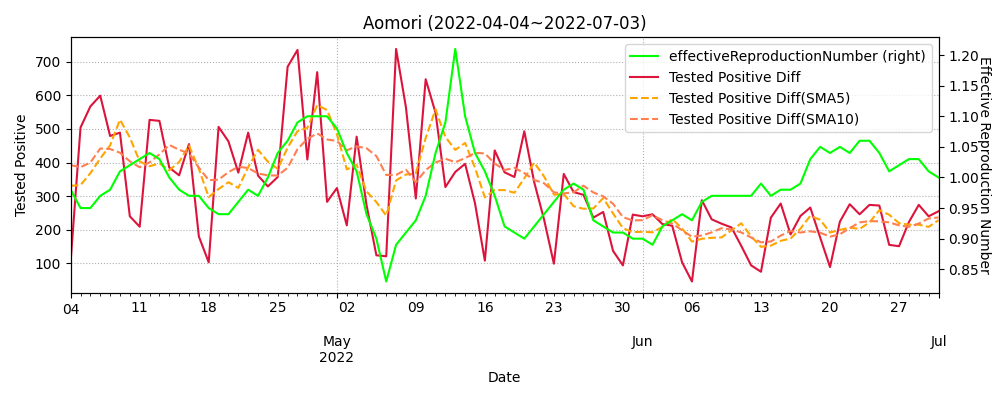 Aomori (2022-04-04~2022-07-03)
effectiveReproductionNumber (right)
Tested Positive Diff
Tested Positive Diff(SMA5)
Tested Positive Diff(SMA10)
Tested Positive
700
600
500
400
300
200
100
1.20
1.15
1.10
1.05
1.00
0.95
0.90
0.85
Effective Reproduction Number
04 11 18 25 02 09 16 23 30 06 13 20 27
May Jun Jul
2022
Date